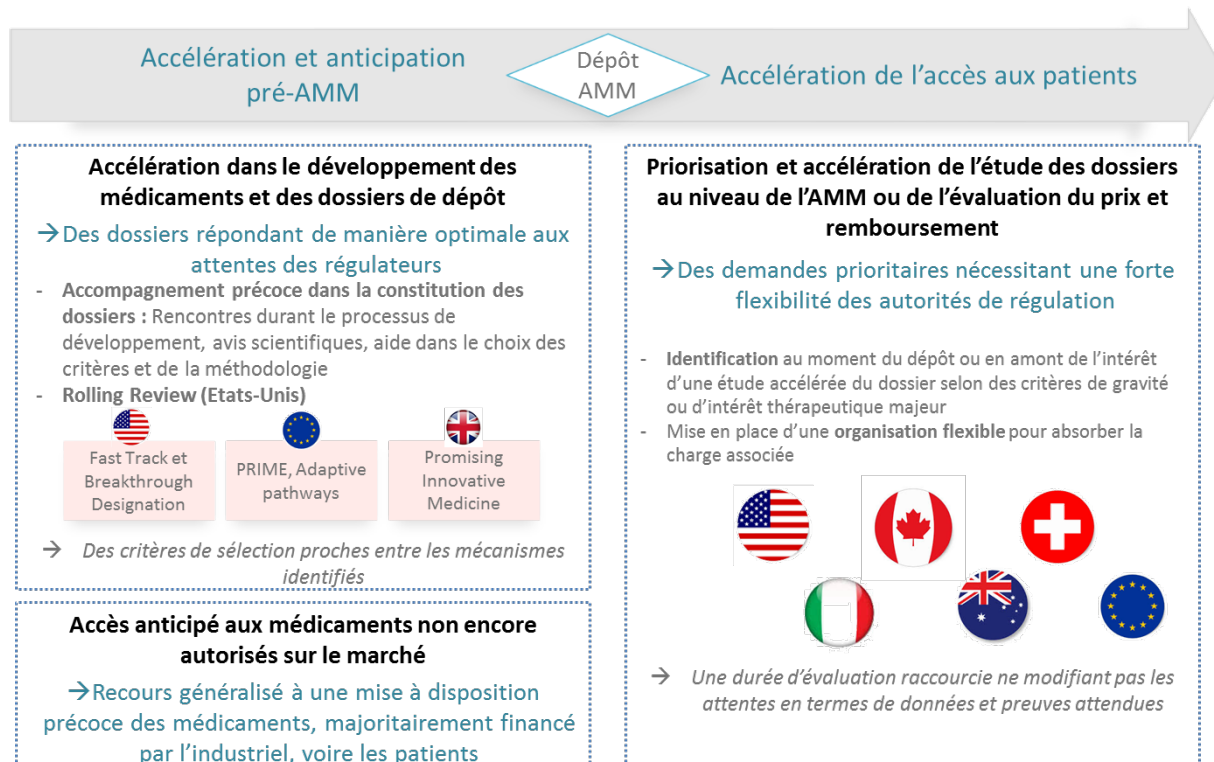 Accélération et anticipation
pré-AMM
Dépôt
AMM
Accélération de l'accès aux patients
Accélération dans le développement des
médicaments et des dossiers de dépôt
→Des dossiers répondant de manière optimale aux
attentes des régulateurs
- Accompagnement précoce dans la constitution des
dossiers : Rencontres durant le processus de
développement, avis scientifiques, aide dans le choix des
critères et de la méthodologie
- Rolling Review (Etats-Unis)
Fast Track et
Breakthrough
Designation
PRIME, Adaptive
pathways
Promising
Innovative
Medicine
→ Des critères de sélection proches entre les mécanismes
identifiés
Accès anticipé aux médicaments non encore
autorisés sur le marché
→Recours généralisé à une mise à disposition
précoce des médicaments, majoritairement financé
par l'industriel, voire les patients
Priorisation et accélération de l'étude des dossiers
au niveau de l'AMM ou de l'évaluation du prix et
remboursement
→Des demandes prioritaires nécessitant une forte
flexibilité des autorités de régulation
- Identification au moment du dépôt ou en amont de l'intérêt
d'une étude accélérée du dossier selon des critères de gravité
ou d'intérêt thérapeutique majeur
- Mise en place d'une organisation flexible pour absorber la
charge associée
→ Une durée d'évaluation raccourcie ne modifiant pas les
attentes en termes de données et preuves attendues